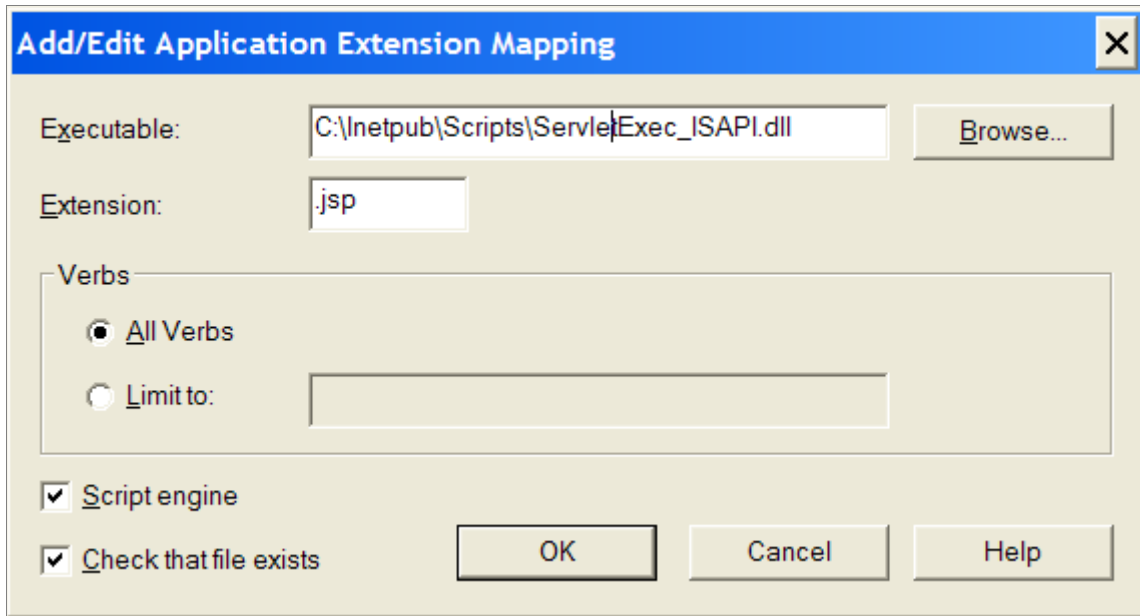 Add/Edit Application Extension Mapping
Executable: C:\Inetpub\Scripts\ServletExec_ISAPI.dll Browse...
Extension: .jsp
Verbs
All Verbs
Limit to:
Script engine
Check that file exists OK Cancel Help